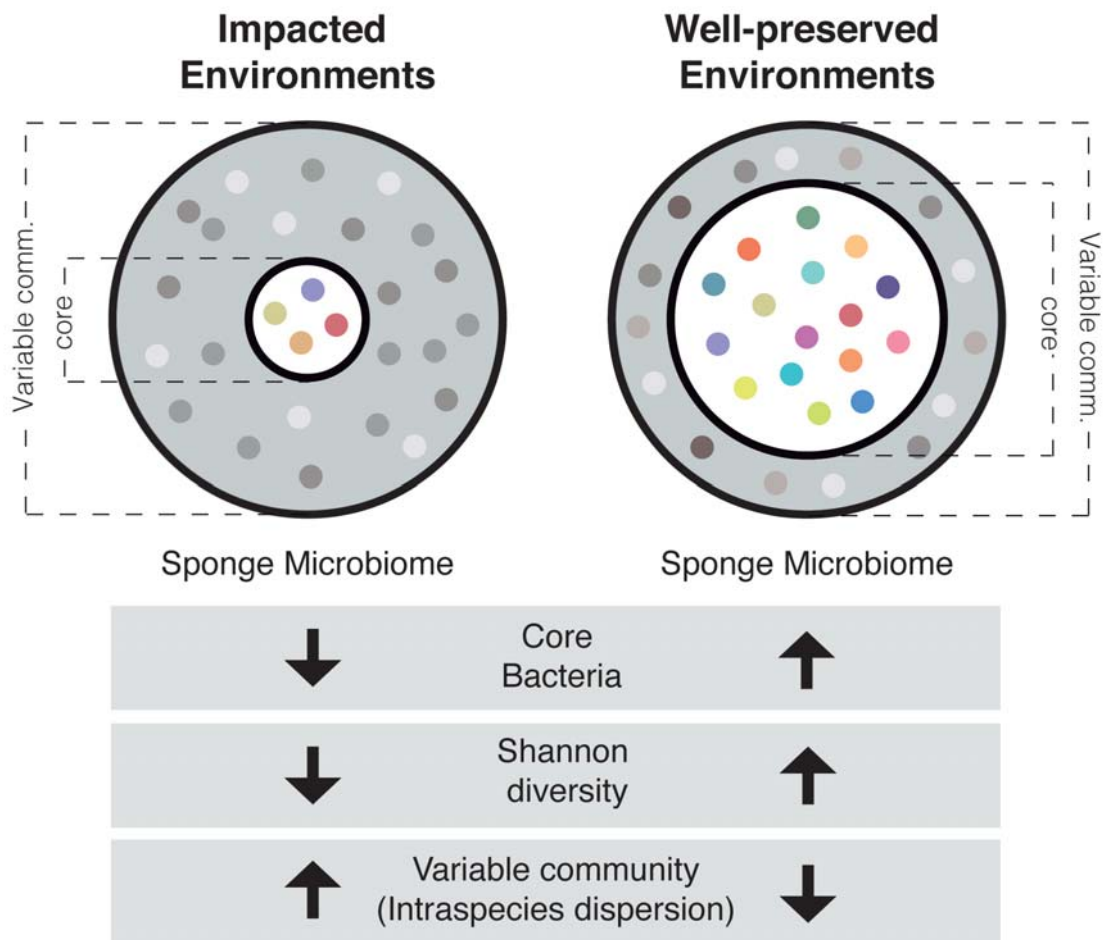 Impacted
Environments
Well-preserved
Environments
Variable comm.
core
core
Variable comm.
Sponge Microbiome
Sponge Microbiome
Core
Bacteria
Shannon
diversity
Variable community
(Intraspecies dispersion)